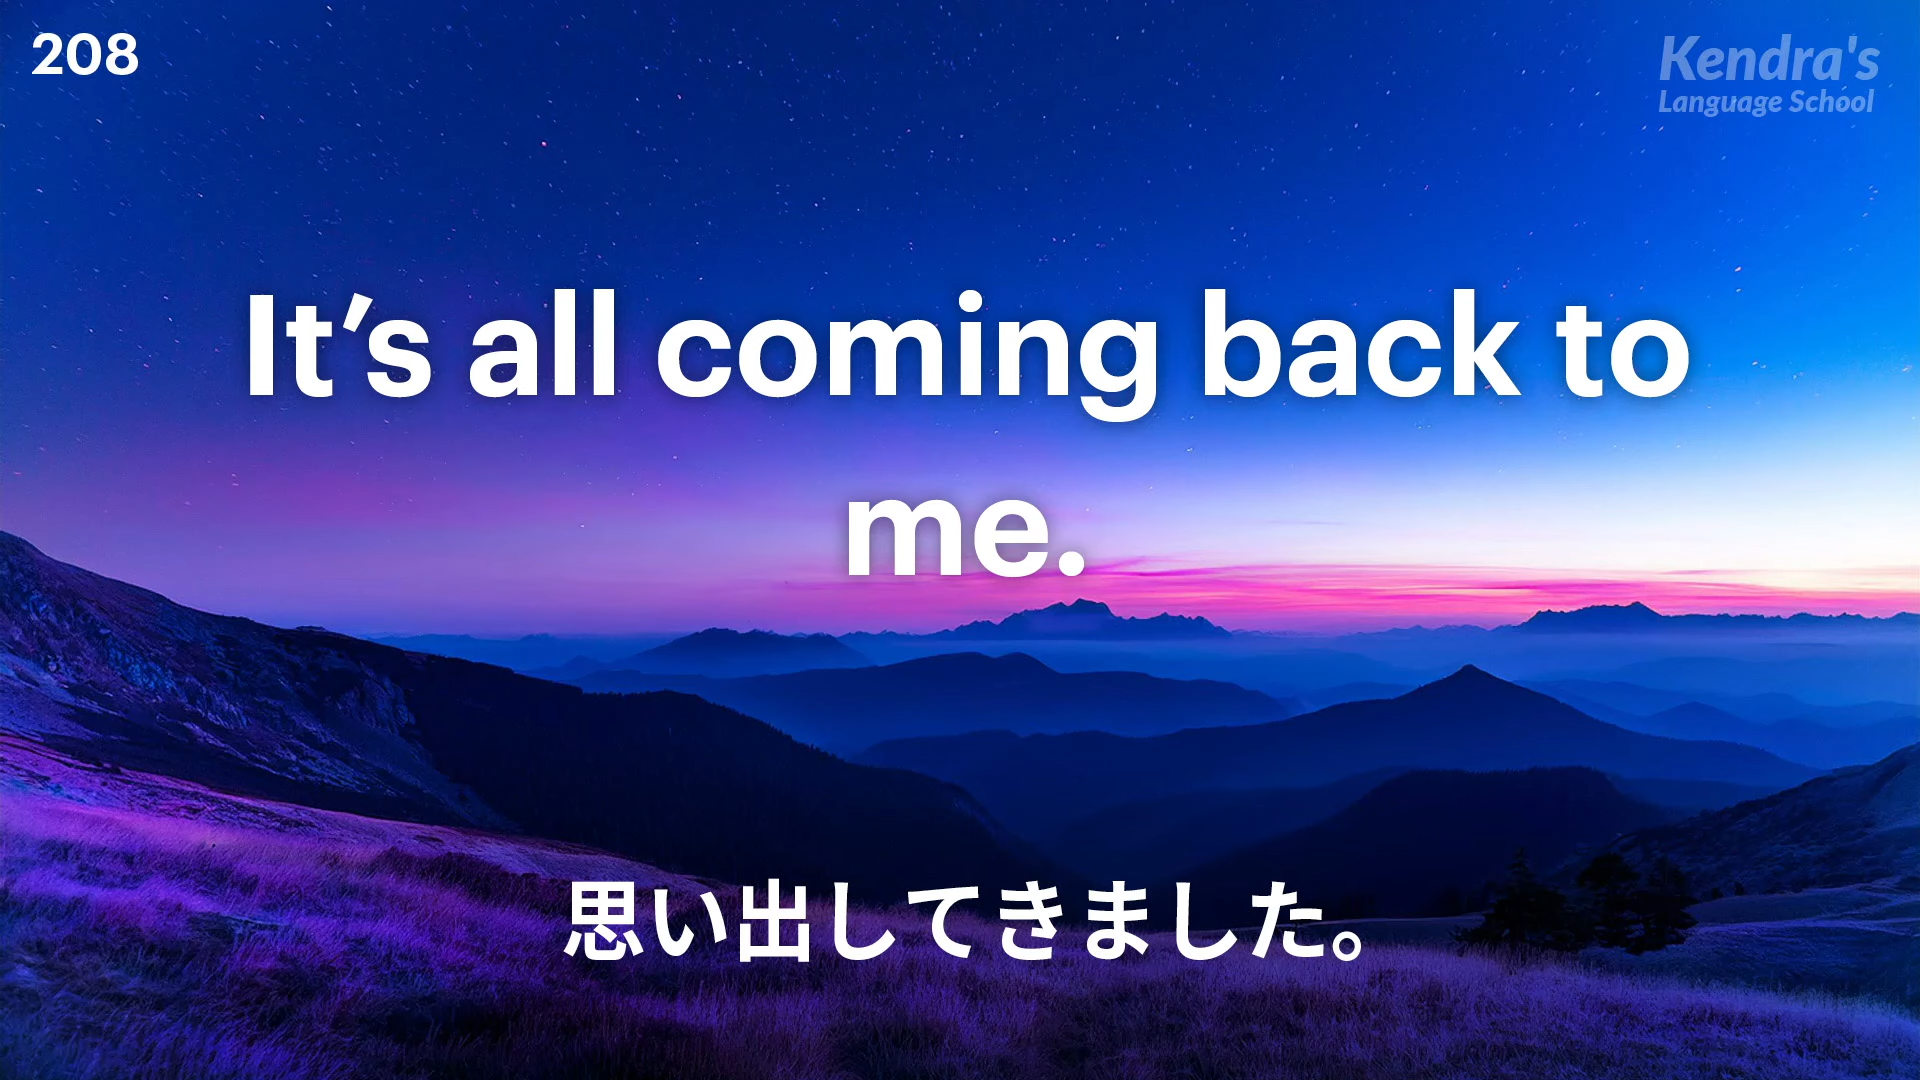 208
Kendra's
Language School
It’s all coming back to
me.
思い出してきました。